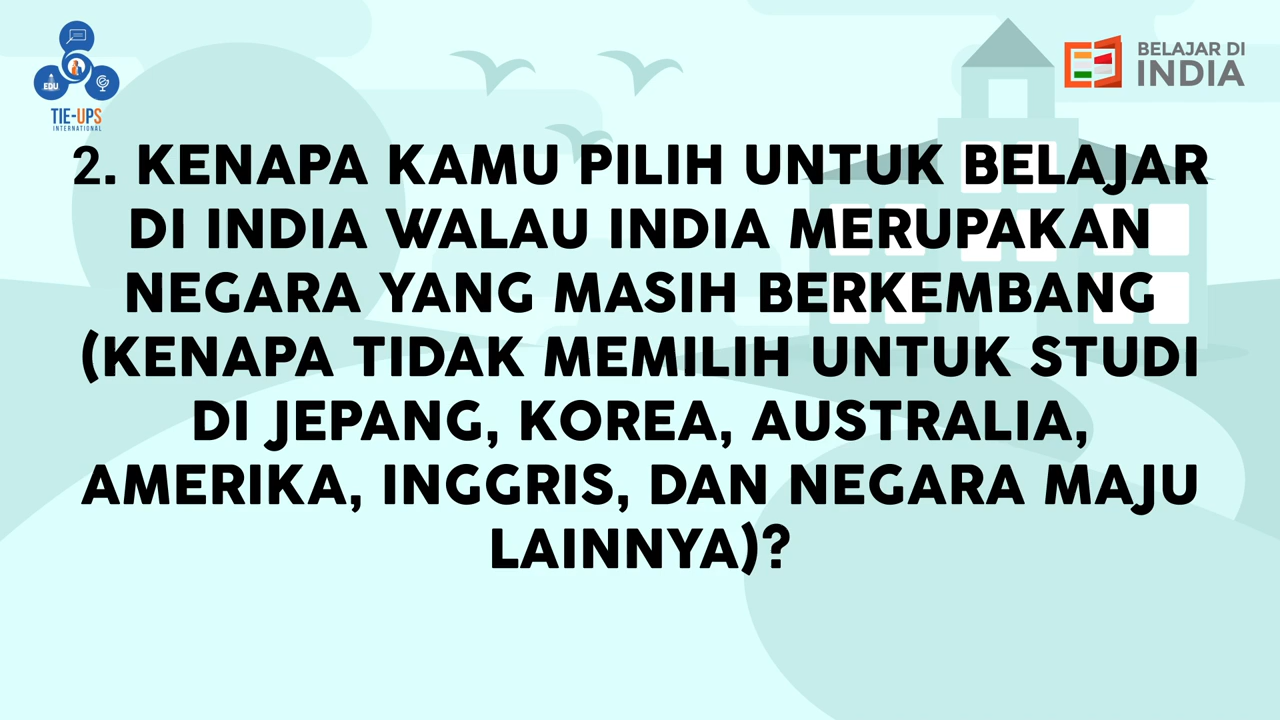 EDU
TIE-UPS
INTERNATIONAL
BELAJAR DI
INDIA
2. KENAPA KAMU PILIH UNTUK BELAJAR
DI INDIA WALAU INDIA MERUPAKAN
NEGARA YANG MASIH BERKEMBANG
(KENAPA TIDAK MEMILIH UNTUK STUDI
DI JEPANG, KOREA, AUSTRALIA,
AMERIKA, INGGRIS, DAN NEGARA MAJU
LAINNYA)?